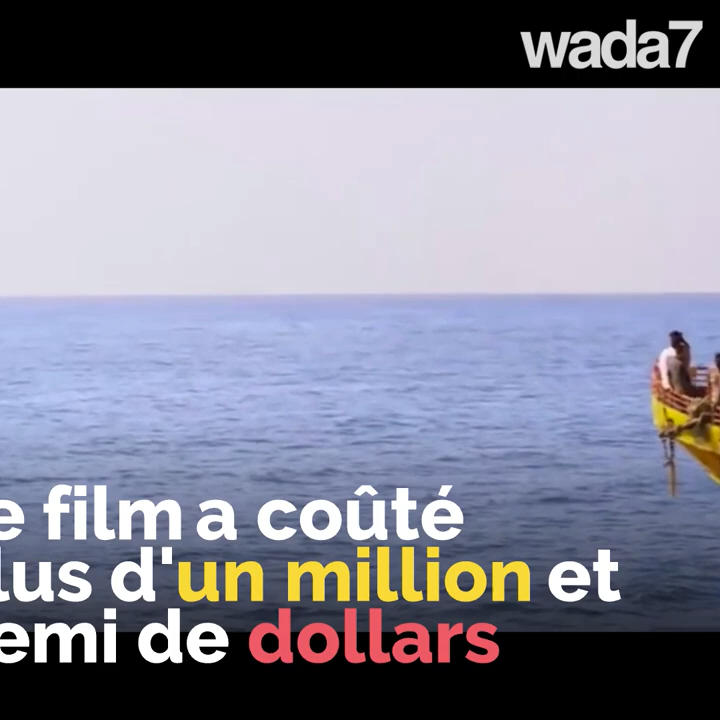 wada7
e film a coûté
lus d'un million et
emi de dollars